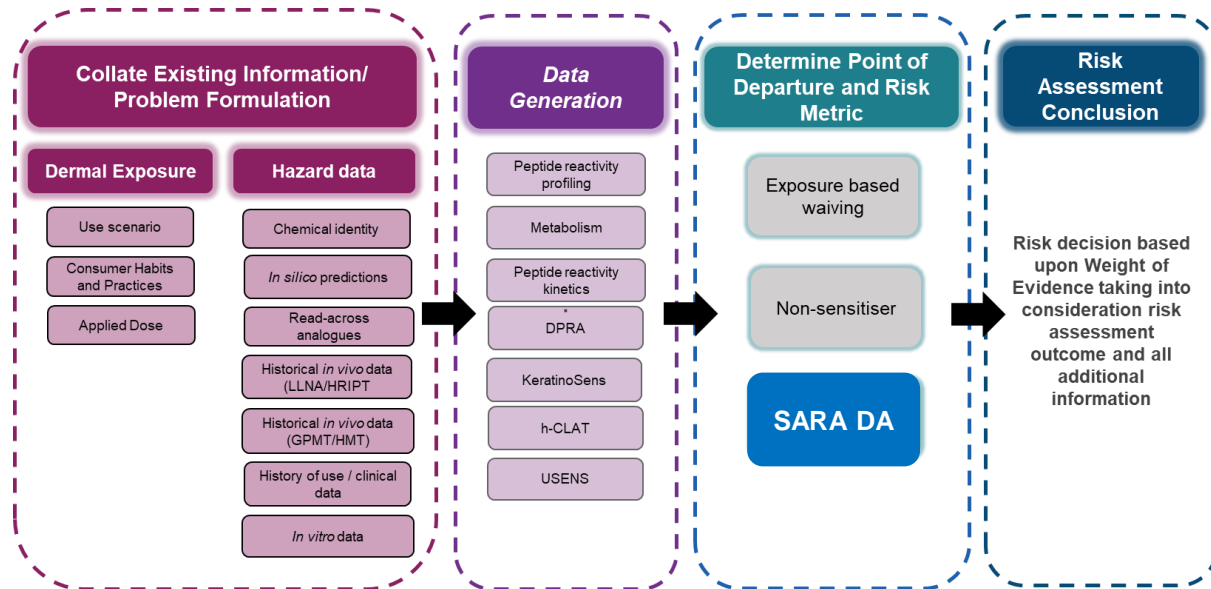 Collate Existing Information/
Problem Formulation
Dermal Exposure
Use scenario
Consumer Habits
and Practices
Applied Dose
Hazard data
Chemical identity
In silico predictions
Read-across
analogues
Historical in vivo data
(LLNA/HRIPT
Historical in vivo data
(GPMT/HMT)
History of use / clinical
data
In vitro data
Data
Generation
Peptide reactivity
profiling
Metabolism
Peptide reactivity
kinetics
*
DPRA
KeratinoSens
h-CLAT
USENS
Determine Point of
Departure and Risk
Metric
Exposure based
waiving
Non-sensitiser
SARA DA
Risk
Assessment
Conclusion
Risk decision based
upon Weight of
Evidence taking into
consideration risk
assessment
outcome and all
additional
information